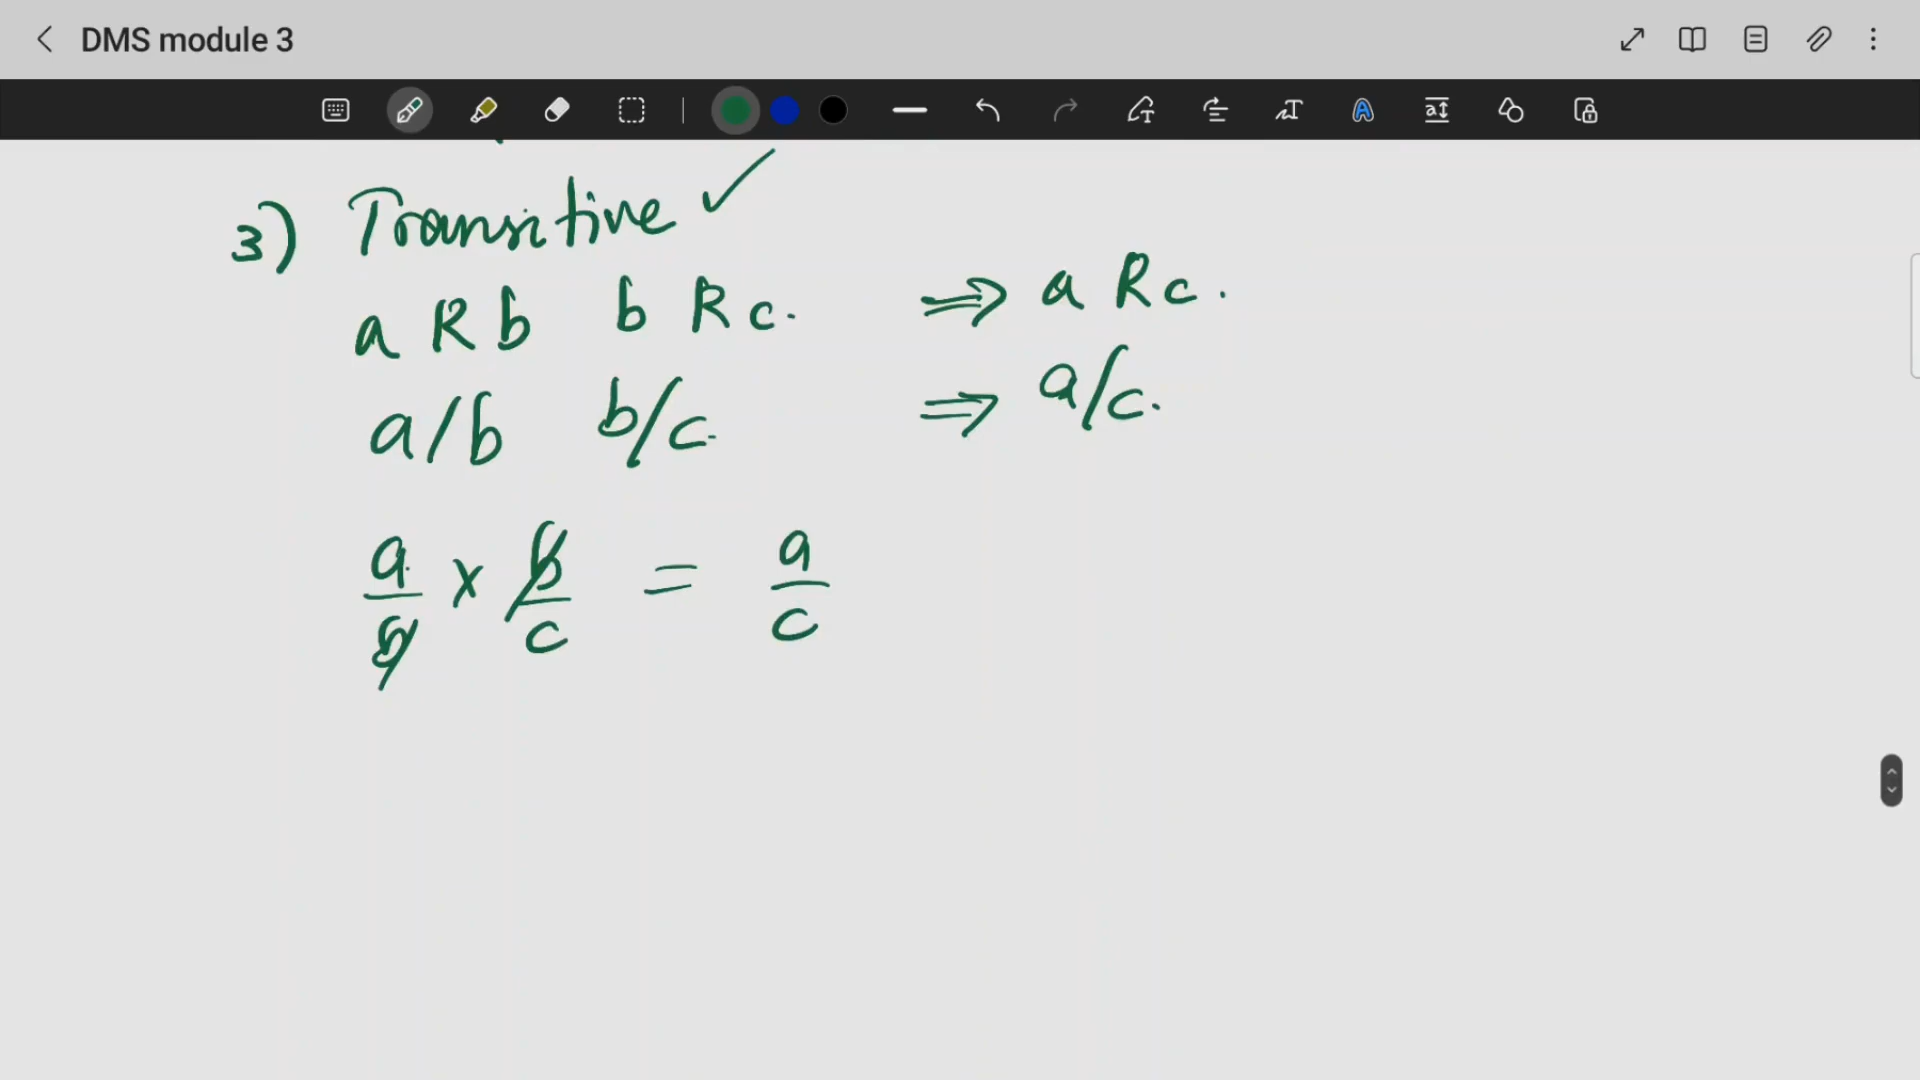 DMS module 3
3) Transitive ✓
a R b b R c. ⇒ a R c.
a/b b/c. ⇒ a/c.
a/b x b/c = a/c